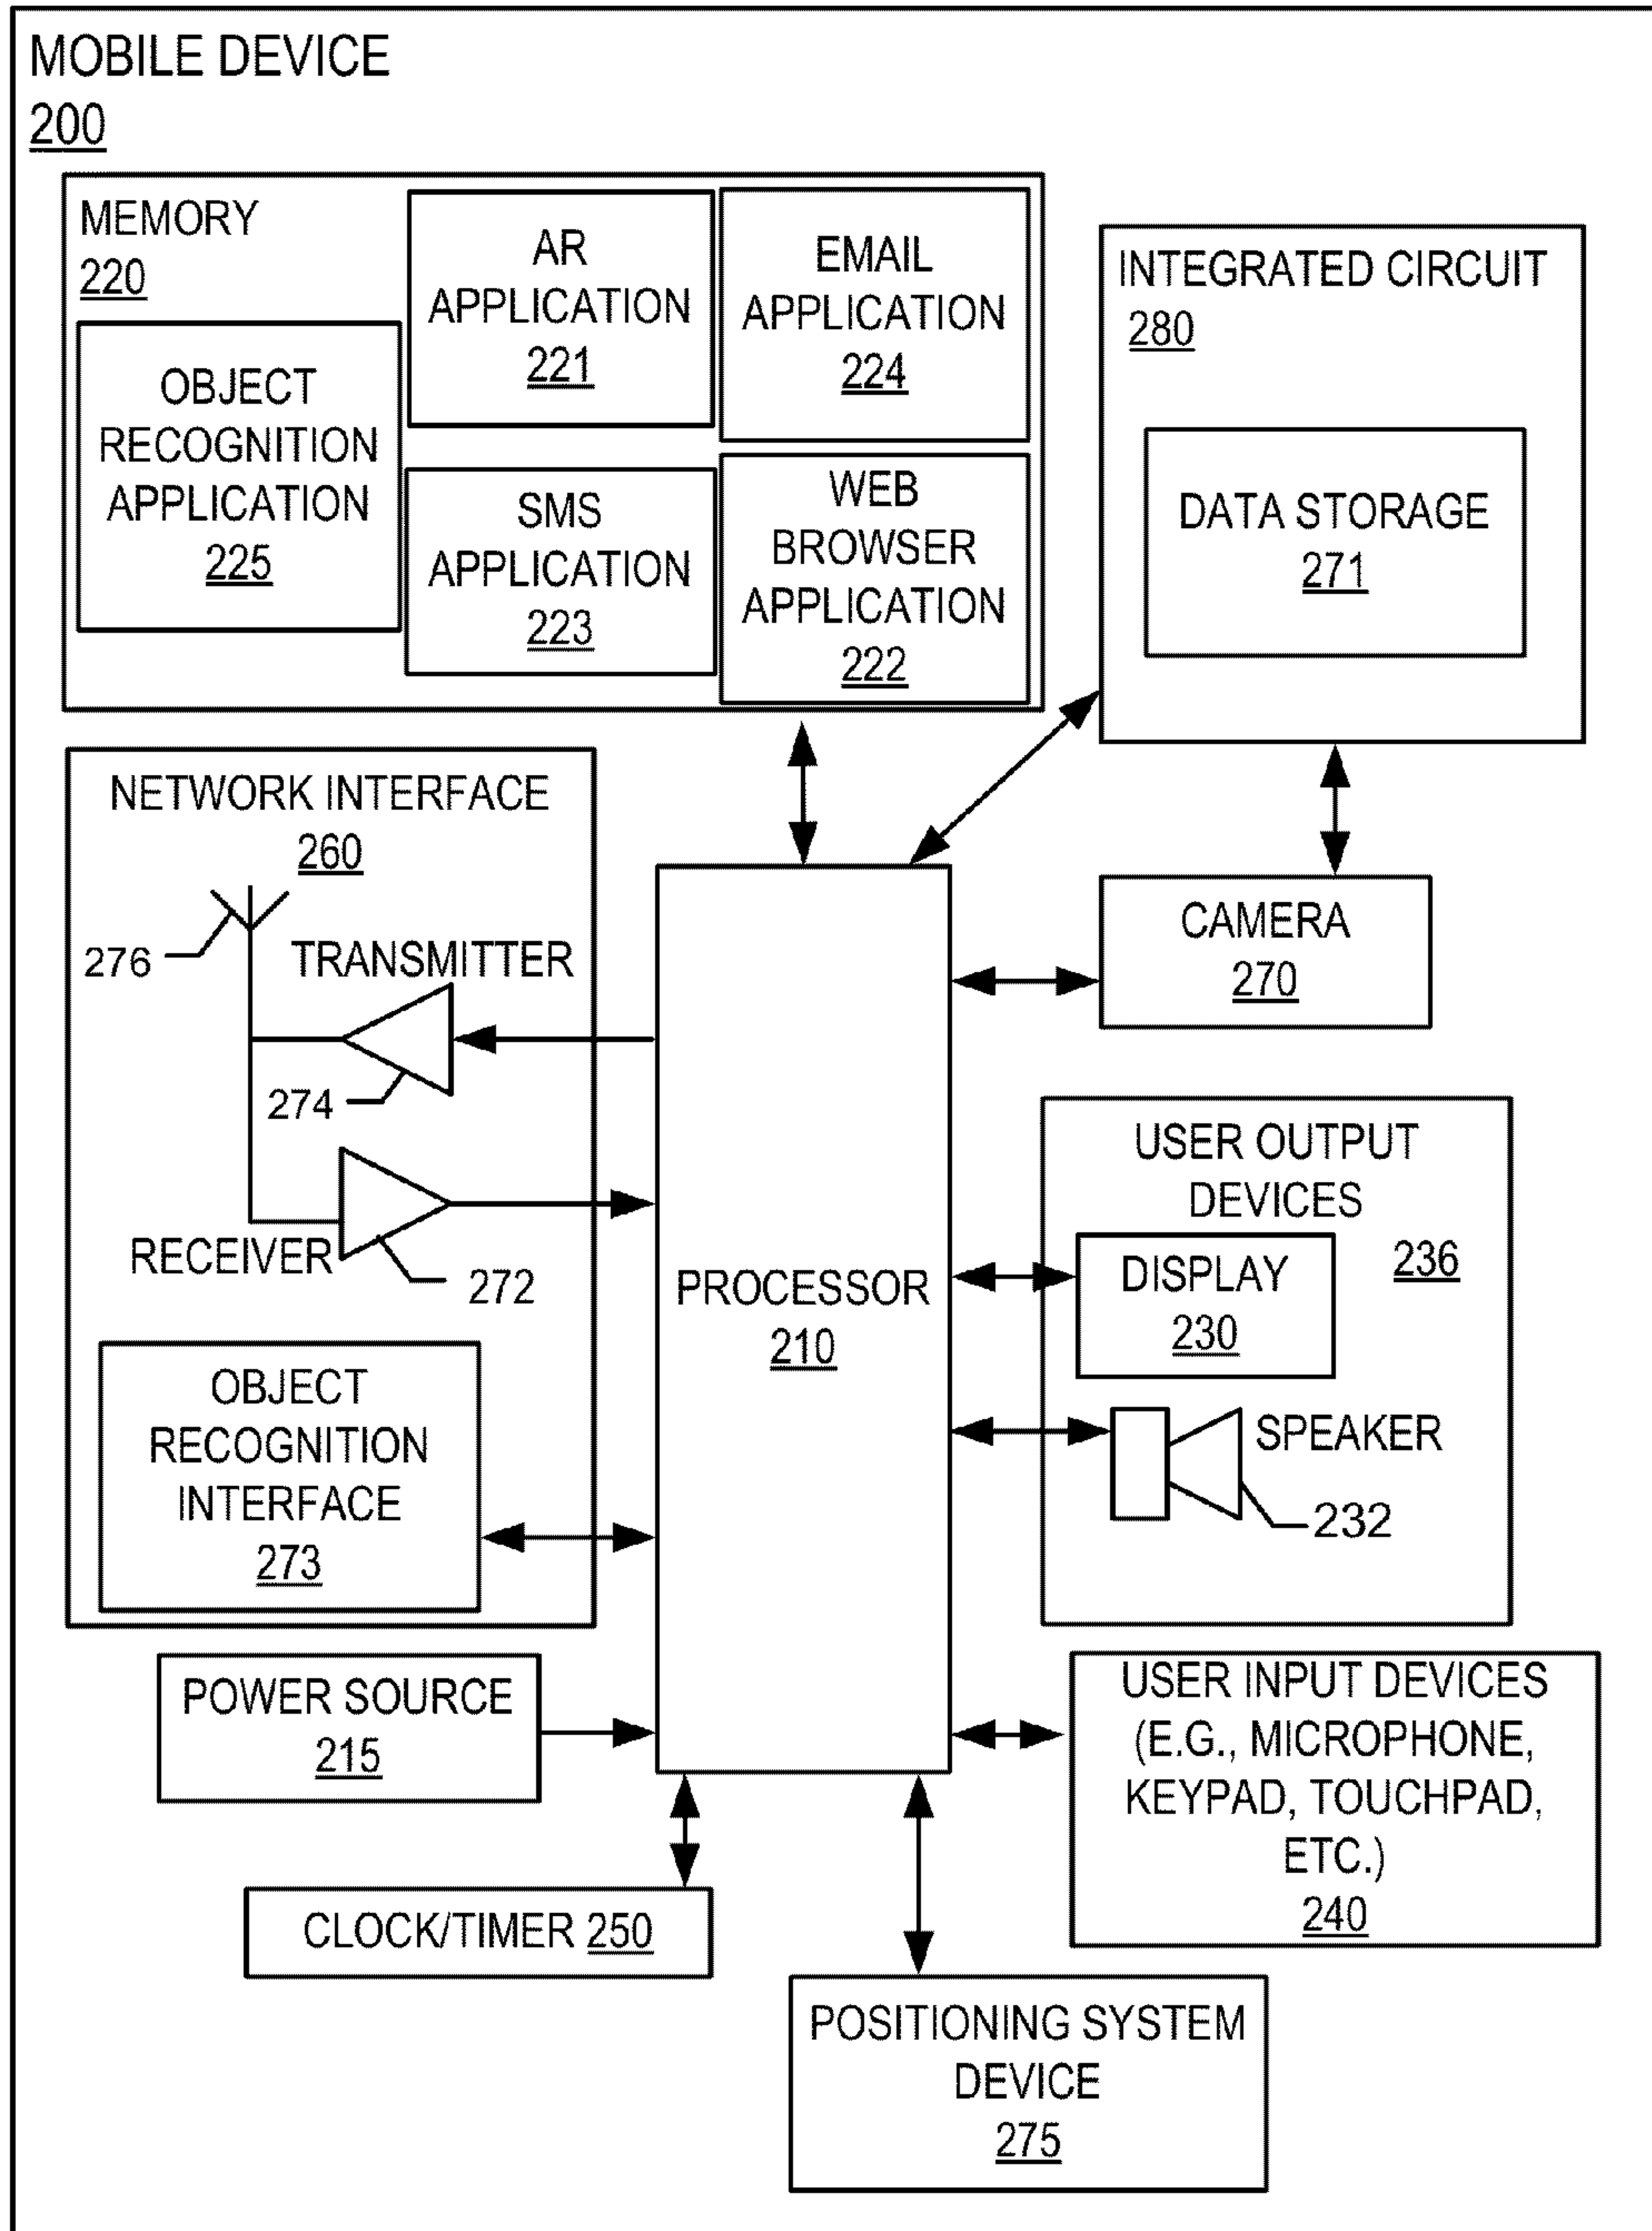 MOBILE DEVICE
200
MEMORY
220
OBJECT
RECOGNITION
APPLICATION
225
AR
APPLICATION
221
SMS
APPLICATION
223
EMAIL
APPLICATION
224
WEB
BROWSER
APPLICATION
222
INTEGRATED CIRCUIT
280
DATA STORAGE
271
NETWORK INTERFACE
260
276
TRANSMITTER
274
RECEIVER
272
OBJECT
RECOGNITION
INTERFACE
273
PROCESSOR
210
CAMERA
270
USER OUTPUT
DEVICES
236
DISPLAY
230
SPEAKER
232
POWER SOURCE
215
USER INPUT DEVICES
(E.G., MICROPHONE,
KEYPAD, TOUCHPAD,
ETC.)
240
CLOCK/TIMER 250
POSITIONING SYSTEM
DEVICE
275